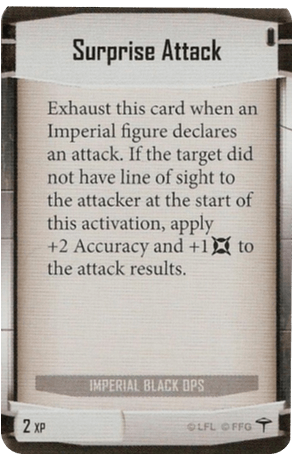 Surprise Attack
Exhaust this card when an
Imperial figure declares
an attack. If the target did
not have line of sight to
the attacker at the start of
this activation, apply
+2 Accuracy and +1 to
the attack results.
IMPERIAL BLACK OPS
2 XP
©LFL ©FFG